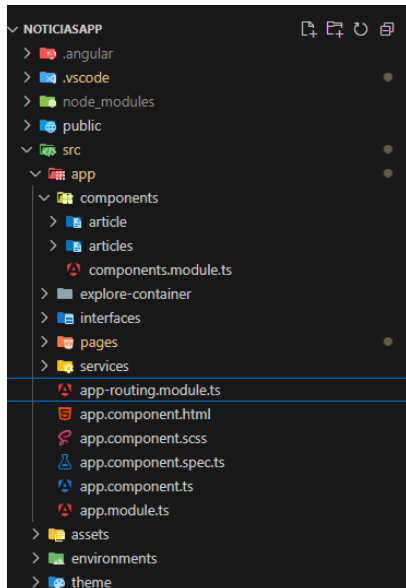 NOTICIASAPP
.angular
.vscode
node_modules
public
src
app
components
article
articles
components.module.ts
explore-container
interfaces
pages
services
app-routing.module.ts
app.component.html
app.component.scss
app.component.spec.ts
app.component.ts
app.module.ts
assets
environments
theme